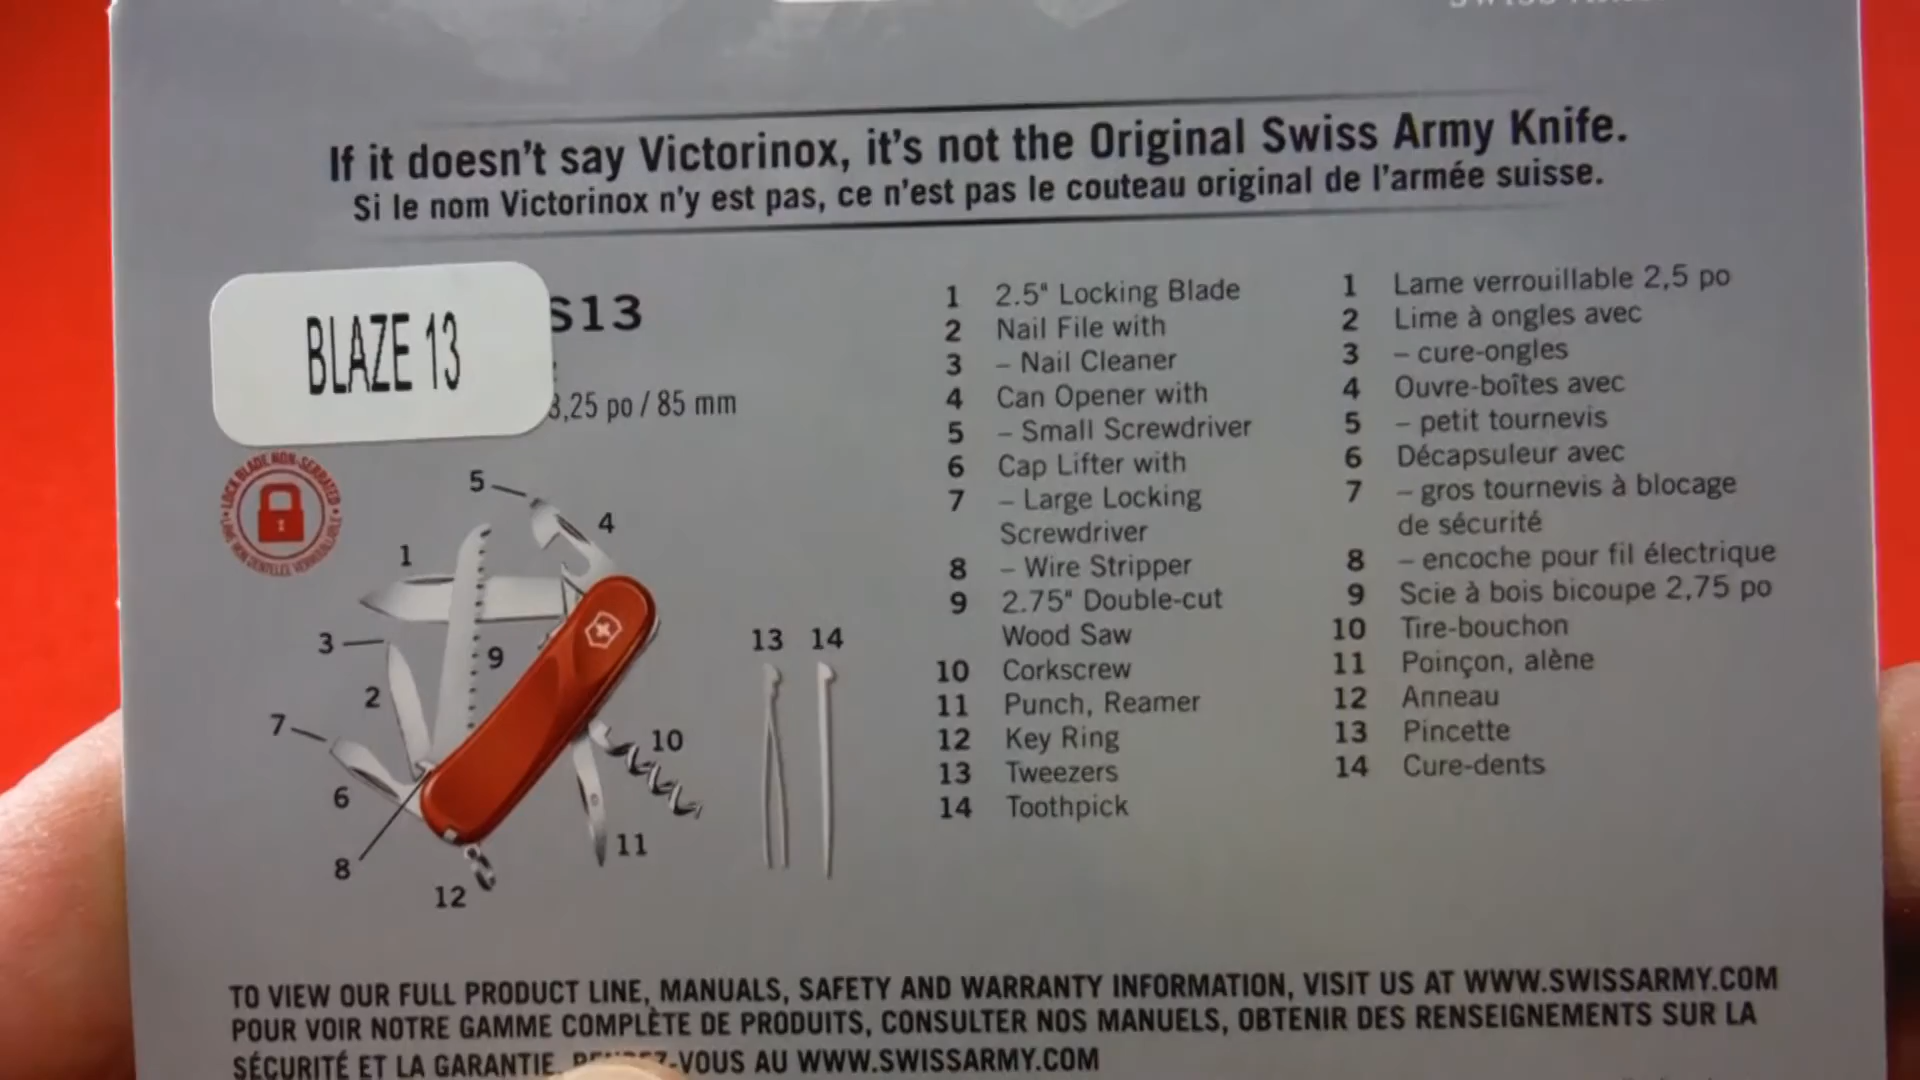 If it doesn't say Victorinox, it's not the Original Swiss Army Knife.
Si le nom Victorinox n'y est pas, ce n'est pas le couteau original de l'armée suisse.
BLAZE 13
S13
3,25 po / 85 mm
LOCK BLADE NON-SERRATED
LAME NON DENTELÉE VERROUILLABLE
5
4
1
3
9
2
7
6
8
12
10
11
13 14
1 2.5" Locking Blade
2 Nail File with
3 – Nail Cleaner
4 Can Opener with
5 – Small Screwdriver
6 Cap Lifter with
7 – Large Locking
Screwdriver
8 – Wire Stripper
9 2.75" Double-cut
Wood Saw
10 Corkscrew
11 Punch, Reamer
12 Key Ring
13 Tweezers
14 Toothpick
1 Lame verrouillable 2,5 po
2 Lime à ongles avec
3 – cure-ongles
4 Ouvre-boîtes avec
5 – petit tournevis
6 Décapsuleur avec
7 – gros tournevis à blocage
de sécurité
8 – encoche pour fil électrique
9 Scie à bois bicoupe 2,75 po
10 Tire-bouchon
11 Poinçon, alène
12 Anneau
13 Pincette
14 Cure-dents
TO VIEW OUR FULL PRODUCT LINE, MANUALS, SAFETY AND WARRANTY INFORMATION, VISIT US AT WWW.SWISSARMY.COM
POUR VOIR NOTRE GAMME COMPLÈTE DE PRODUITS, CONSULTER NOS MANUELS, OBTENIR DES RENSEIGNEMENTS SUR LA
SÉCURITÉ ET LA GARANTIE, -VOUS AU WWW.SWISSARMY.COM